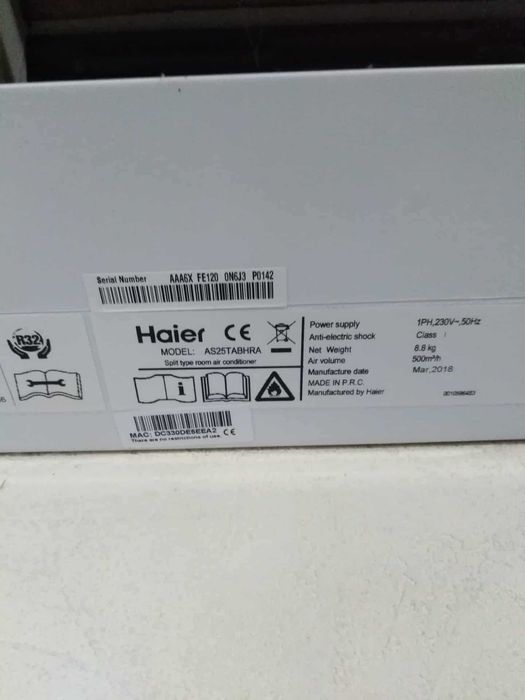 Serial Number AAA6X FE120 0N6J3 P0142
R32
Haier CE
MODEL: AS25TABHRA
Split type room air conditioner
Power supply 1PH,230V~,50Hz
Anti-electric shock Class I
Net Weight 8.8 kg
Air volume 500m³/h
Manufacture date Mar,2018
MADE IN P.R.C.
Manufactured by Haier
MAC: DC330DE5EEA2 CE
There are no restrictions of use.